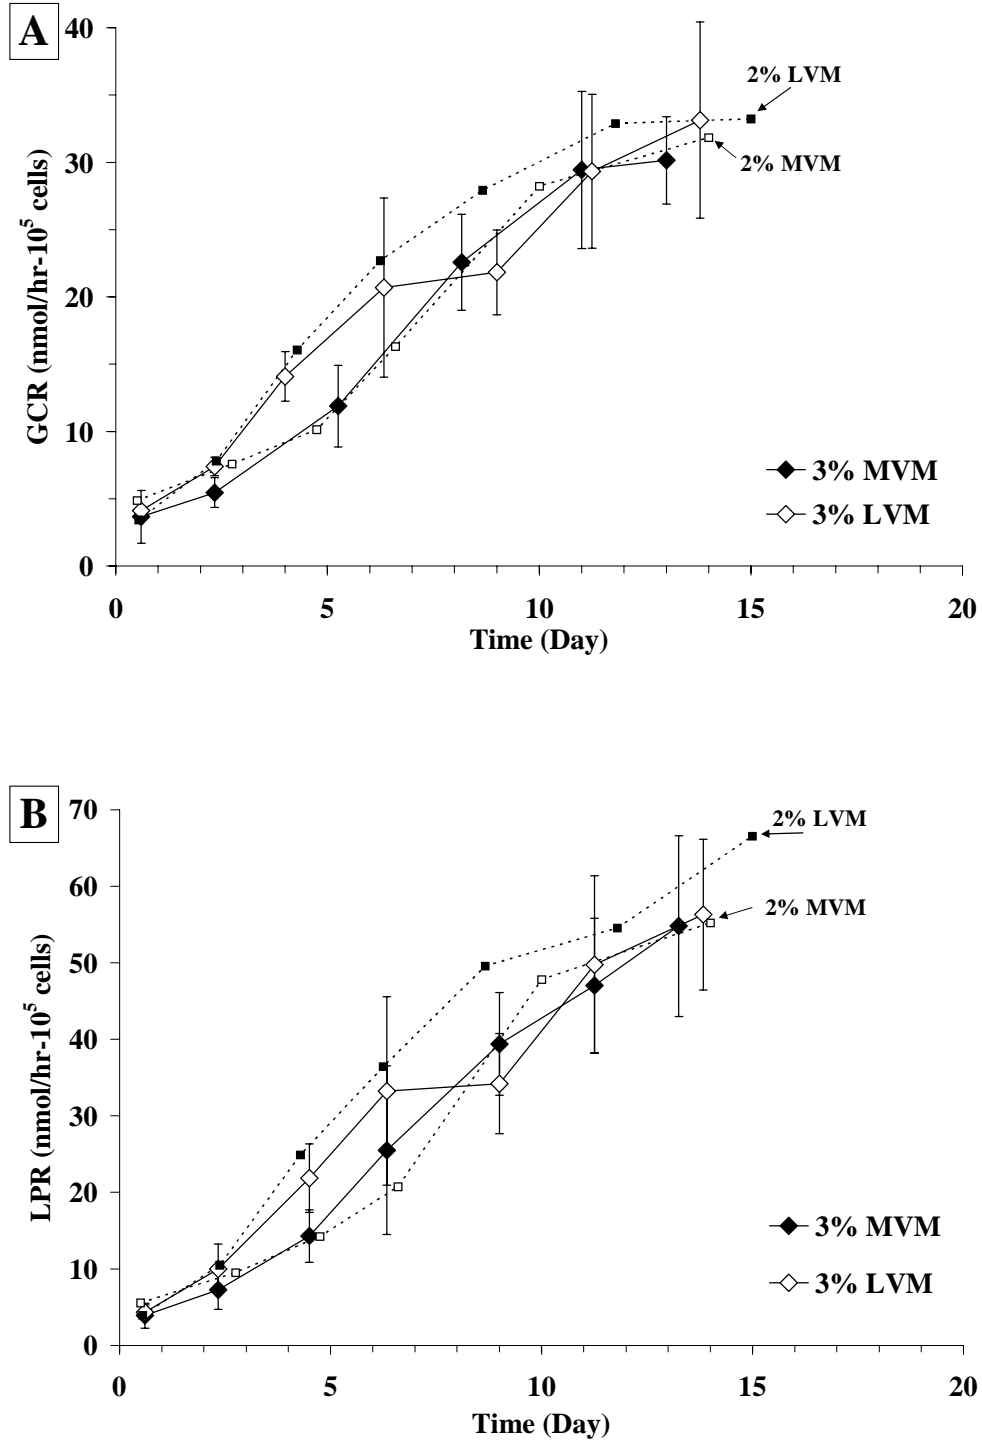 A
40
2% LVM
2% MVM
30
GCR (nmol/hr-10⁵ cells)
20
10
3% MVM
3% LVM
0
0 5 10 15 20
Time (Day)
B
70
2% LVM
60
2% MVM
50
LPR (nmol/hr-10⁵ cells)
40
30
20
3% MVM
10
3% LVM
0
0 5 10 15 20
Time (Day)